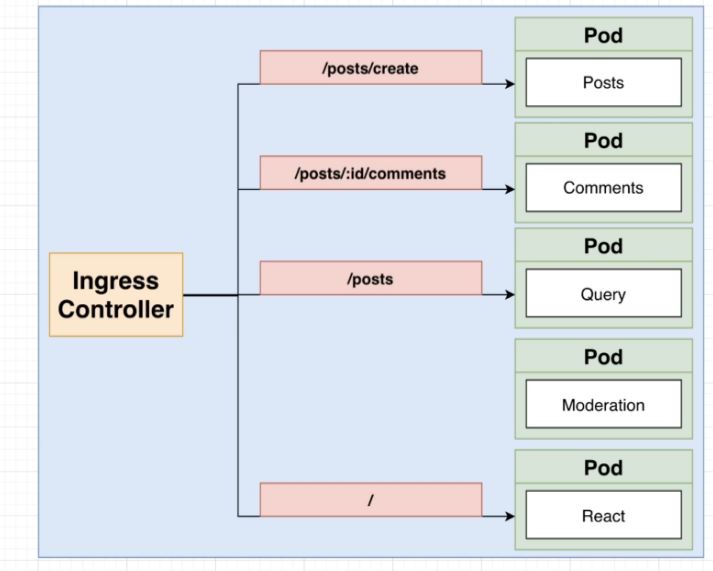 Pod
/posts/create
Posts
Pod
/posts/:id/comments
Comments
Pod
/posts
Query
Ingress
Controller
Pod
Moderation
Pod
/
React